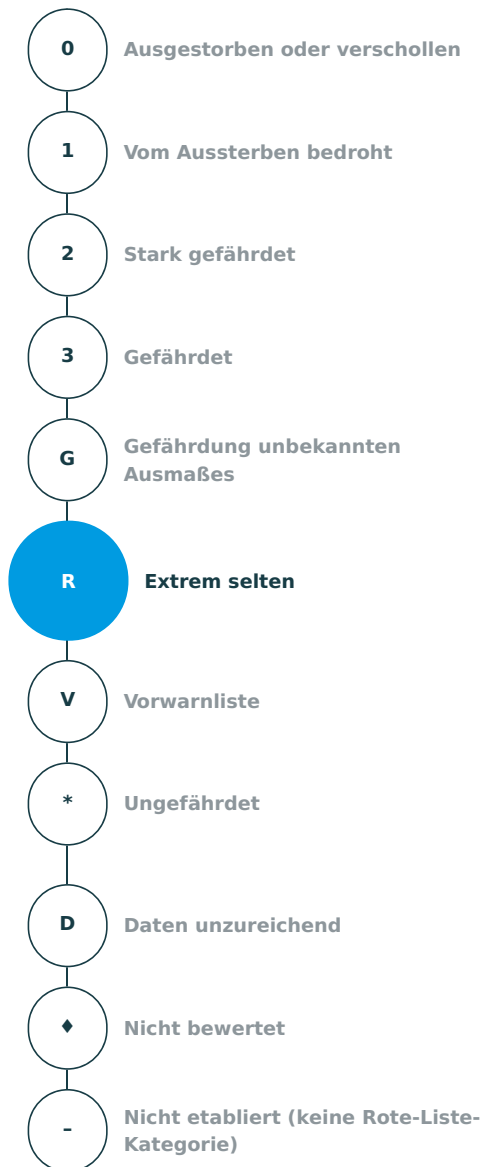 0 Ausgestorben oder verschollen
1 Vom Aussterben bedroht
2 Stark gefährdet
3 Gefährdet
G Gefährdung unbekannten
Ausmaßes
R Extrem selten
V Vorwarnliste
* Ungefährdet
D Daten unzureichend
♦ Nicht bewertet
– Nicht etabliert (keine Rote-Liste-
Kategorie)